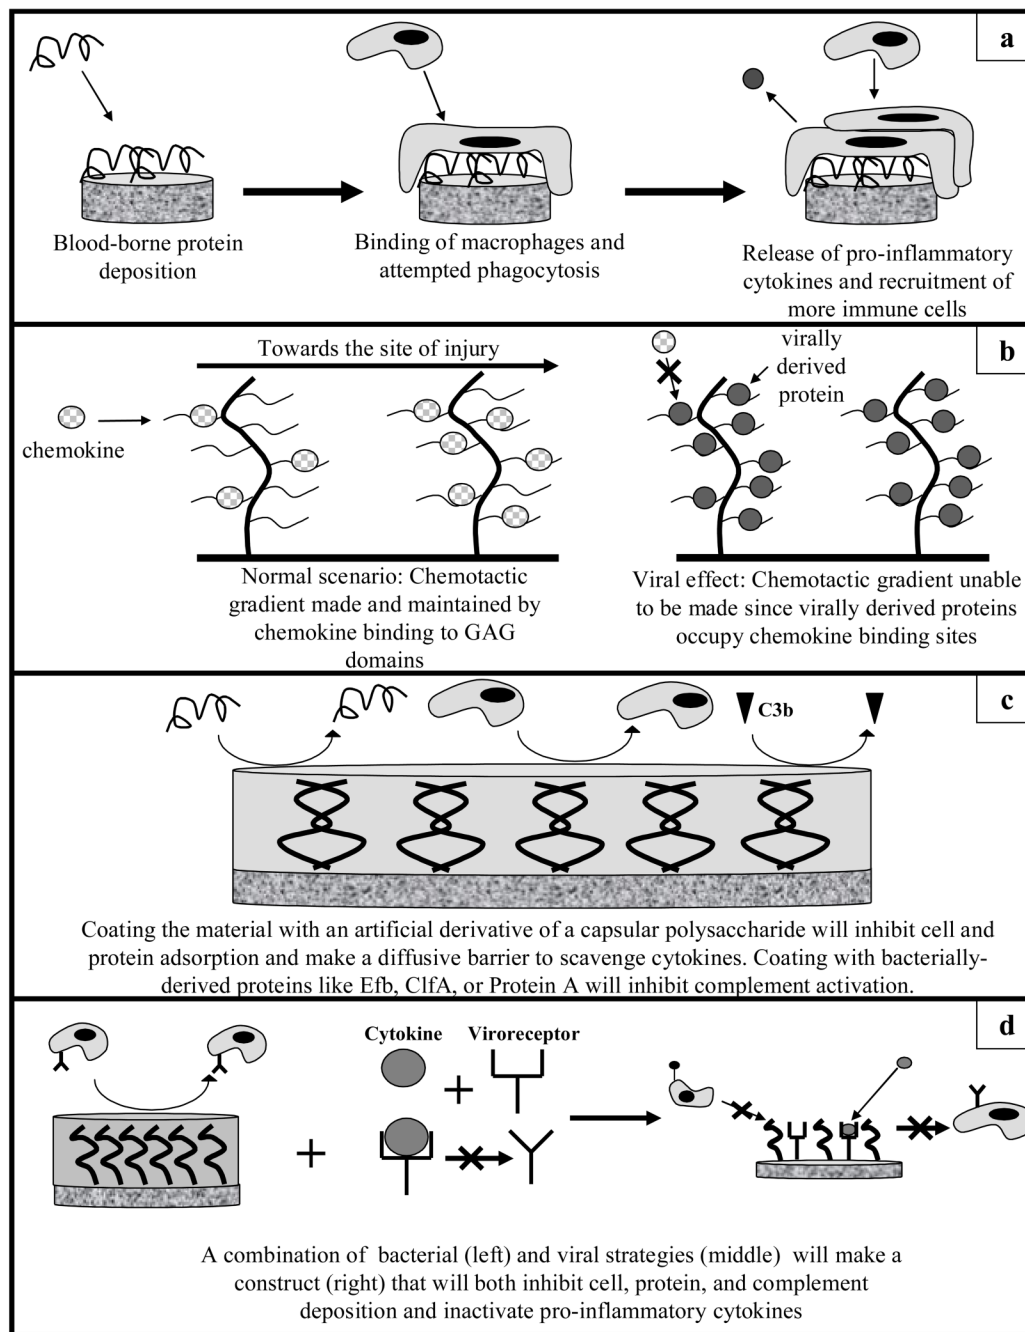 a
Blood-borne protein
deposition
Binding of macrophages and
attempted phagocytosis
Release of pro-inflammatory
cytokines and recruitment of
more immune cells
b
Towards the site of injury
chemokine
virally
derived
protein
Normal scenario: Chemotactic
gradient made and maintained by
chemokine binding to GAG
domains
Viral effect: Chemotactic gradient unable
to be made since virally derived proteins
occupy chemokine binding sites
c
C3b
Coating the material with an artificial derivative of a capsular polysaccharide will inhibit cell and
protein adsorption and make a diffusive barrier to scavenge cytokines. Coating with bacterially-
derived proteins like Efb, ClfA, or Protein A will inhibit complement activation.
d
Cytokine Viroreceptor
+
+
A combination of bacterial (left) and viral strategies (middle) will make a
construct (right) that will both inhibit cell, protein, and complement
deposition and inactivate pro-inflammatory cytokines